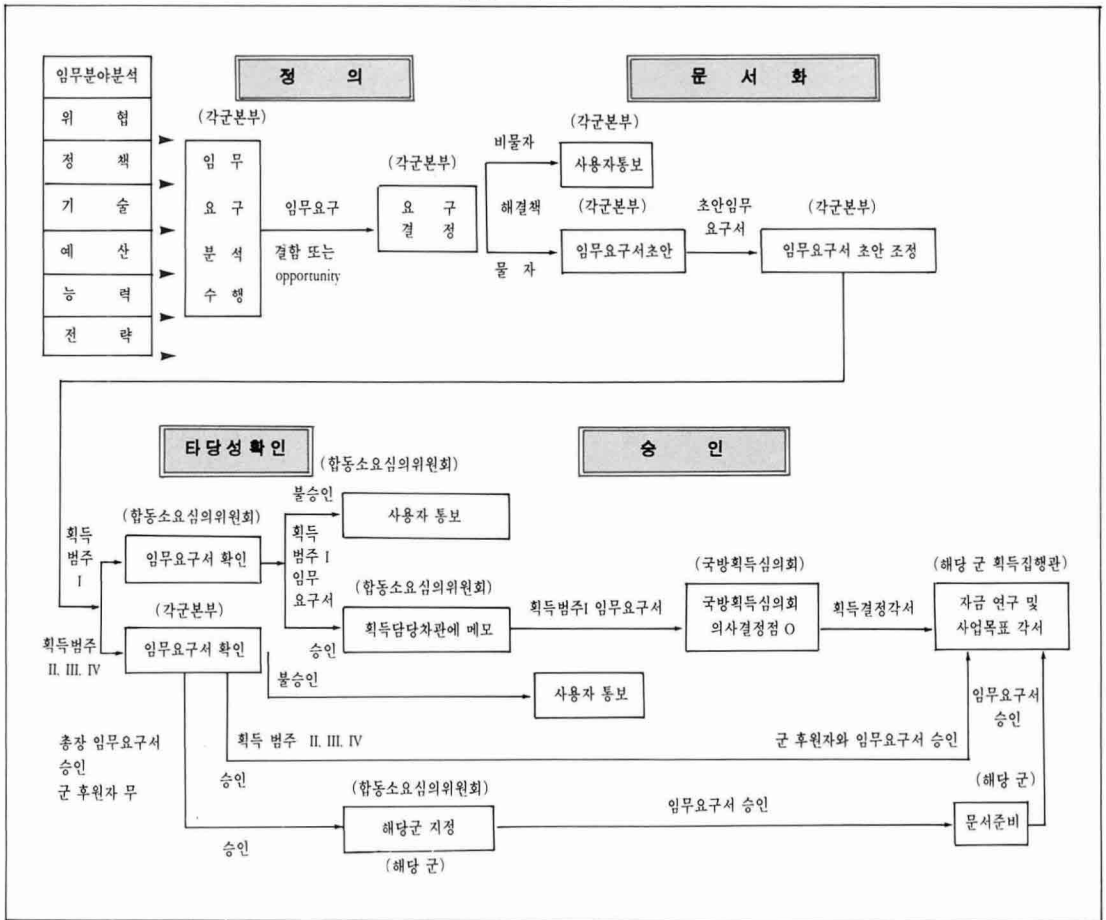 임무분야분석
위 협
정 책
기 술
예 산
능 력
전 략
정 의
(각군본부)
임 무
요 구
분 석
수 행
임무요구
결함 또는
opportunity
(각군본부)
요 구
결 정
문 서 화
비물자
해결책
물 자
(각군본부)
사용자통보
(각군본부)
임무요구서초안
초안임무
요구서
(각군본부)
임무요구서 초안 조정
타당성확인
승 인
획득
범주
I
(합동소요심의위원회)
임무요구서 확인
(합동소요심의위원회)
불승인
사용자 통보
획득
범주 I
임무
요구서
승인
(합동소요심의위원회)
획득담당차관에 메모
획득범주I 임무요구서
(국방획득심의회)
국방획득심의회
의사결정점 O
획득결정각서
(해당 군 획득집행관)
자금 연구 및
사업목표 각서
획득범주
II. III. IV
(각군본부)
임무요구서 확인
불승인
사용자 통보
획득 범주 II. III. IV
승인
군 후원자와 임무요구서 승인
임무요구서
승인
총장 임무요구서
승인
군 후원자 무
승인
(합동소요심의위원회)
해당군 지정
(해당 군)
임무요구서 승인
(해당 군)
문서준비